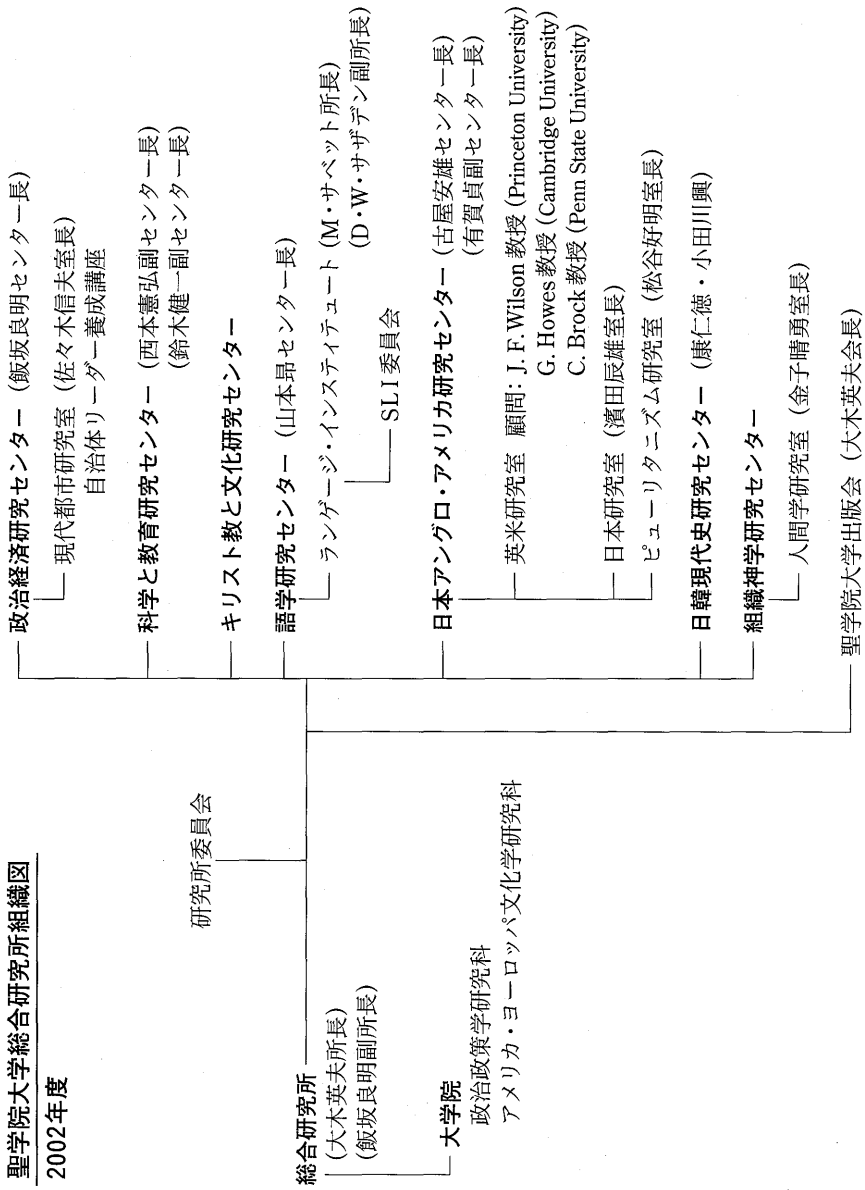 聖学院大学総合研究所組織図
2002年度
研究所委員会
総合研究所
(大木英夫所長)
(飯坂良明副所長)
大学院
政治政策学研究科
アメリカ・ヨーロッパ文化学研究科
政治経済研究センター (飯坂良明センター長)
現代都市研究室 (佐々木信夫室長)
自治体リーダー養成講座
科学と教育研究センター (西本憲弘副センター長)
(鈴木健一副センター長)
キリスト教と文化研究センター
語学研究センター (山本昂センター長)
ランゲージ・インスティテュート (M・サベット所長)
(D・W・サザデン副所長)
SLI委員会
日本アングロ・アメリカ研究センター (古屋安雄センター長)
(有賀貞副センター長)
英米研究室 顧問: J. F. Wilson 教授 (Princeton University)
G. Howes 教授 (Cambridge University)
C. Brock 教授 (Penn State University)
日本研究室 (濱田辰雄室長)
ピューリタニズム研究室 (松谷好明室長)
日韓現代史研究センター (康仁徳・小田川興)
組織神学研究センター
人間学研究室 (金子晴勇室長)
聖学院大学出版会 (大木英夫会長)